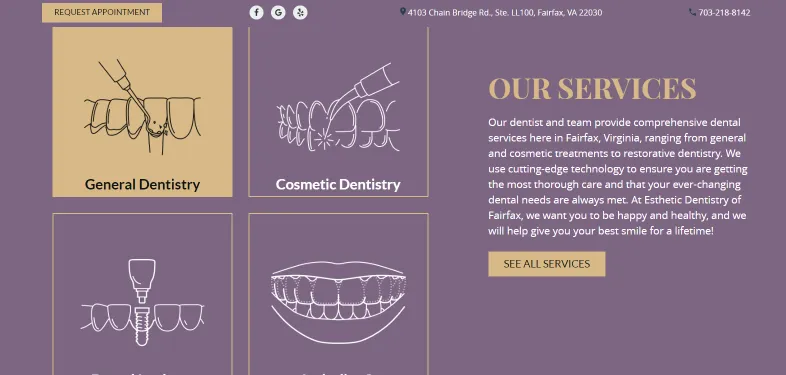 REQUEST APPOINTMENT
4103 Chain Bridge Rd., Ste. LL100, Fairfax, VA 22030
703-218-8142
General Dentistry
Cosmetic Dentistry
OUR SERVICES
Our dentist and team provide comprehensive dental
services here in Fairfax, Virginia, ranging from general
and cosmetic treatments to restorative dentistry. We
use cutting-edge technology to ensure you are getting
the most thorough care and that your ever-changing
dental needs are always met. At Esthetic Dentistry of
Fairfax, we want you to be happy and healthy, and we
will help give you your best smile for a lifetime!
SEE ALL SERVICES